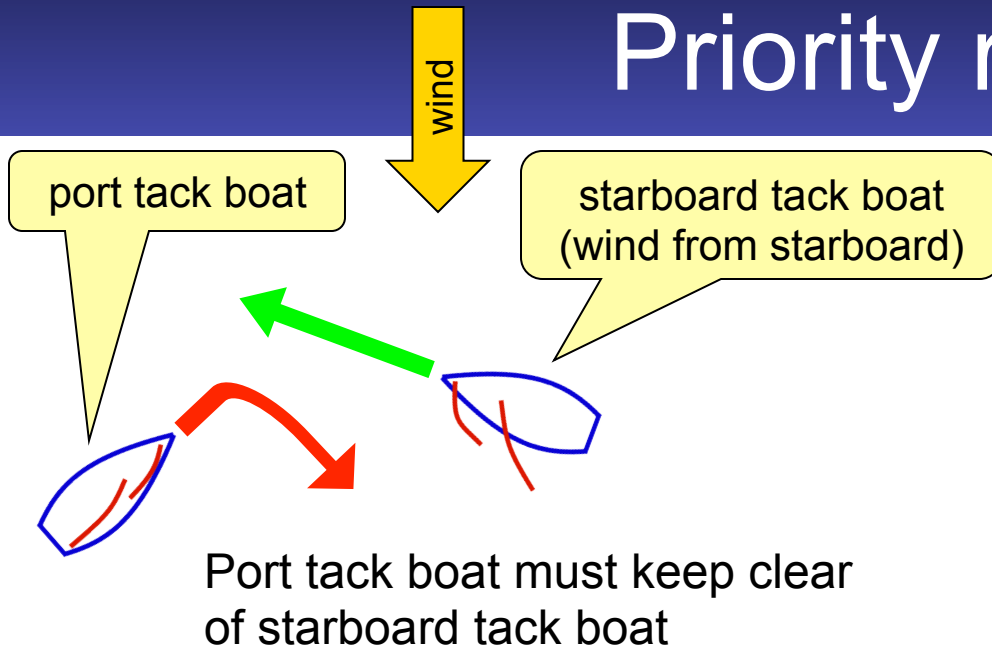 Priority
wind
port tack boat
starboard tack boat
(wind from starboard)
Port tack boat must keep clear
of starboard tack boat